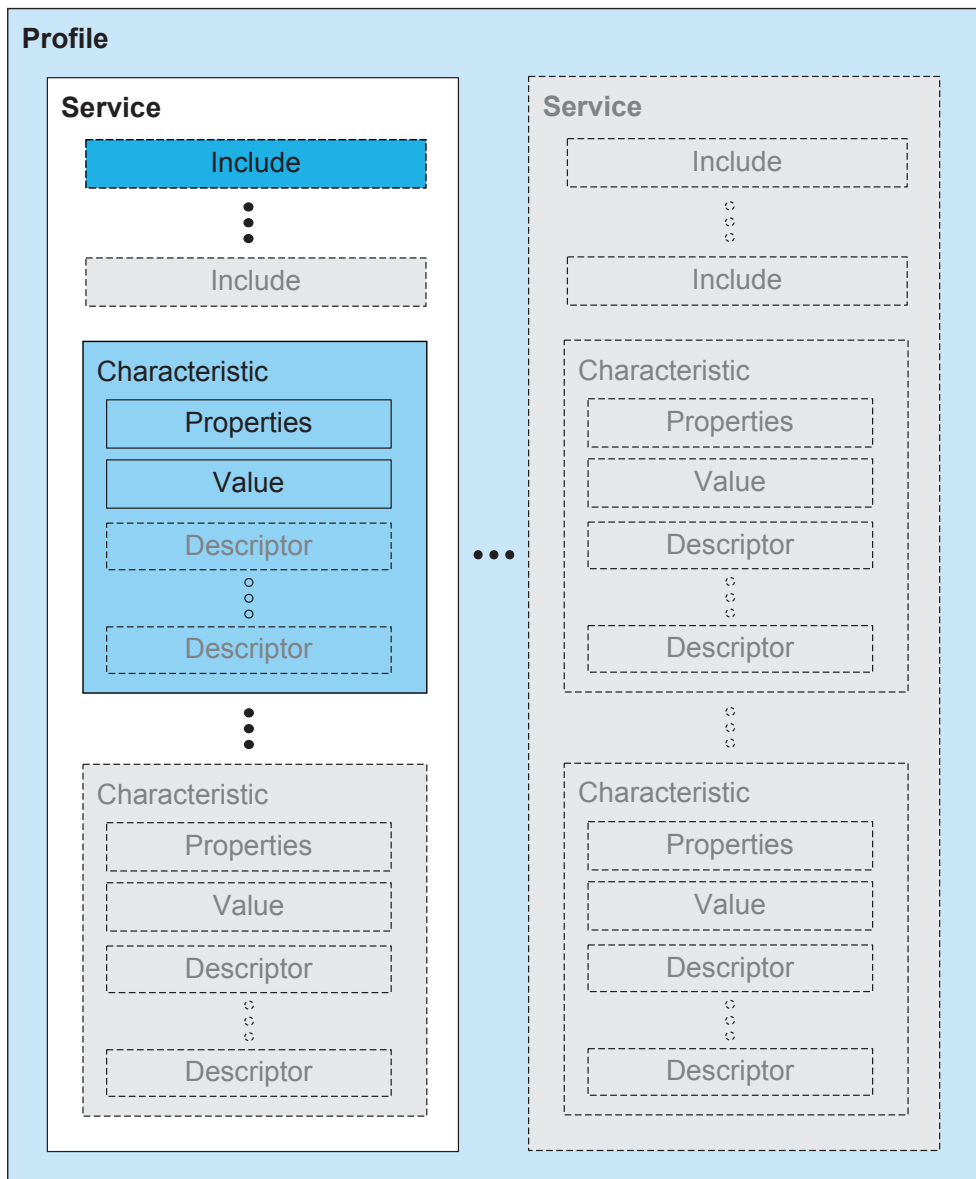 Profile
Service
Include
Include
Characteristic
Properties
Value
Descriptor
Descriptor
Characteristic
Properties
Value
Descriptor
Descriptor
Service
Include
Include
Characteristic
Properties
Value
Descriptor
Descriptor
Characteristic
Properties
Value
Descriptor
Descriptor